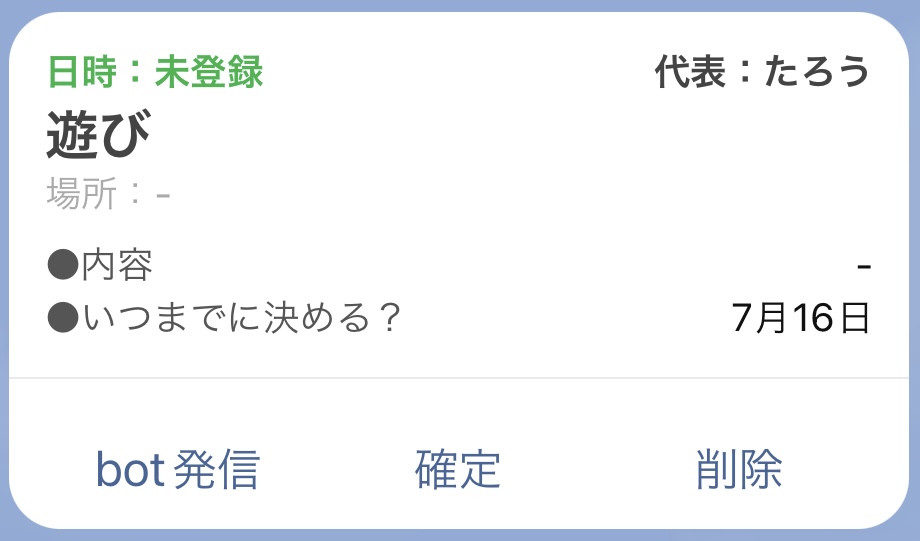 日時：未登録 代表：たろう
遊び
場所：-
●内容 -
●いつまでに決める？ 7月16日
bot発信 確定 削除